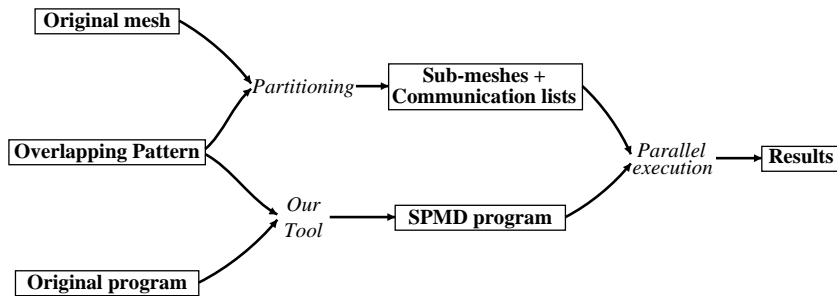 Original mesh
Partitioning
Sub-meshes +
Communication lists
Overlapping Pattern
Parallel
execution
Results
Our
Tool
SPMD program
Original program